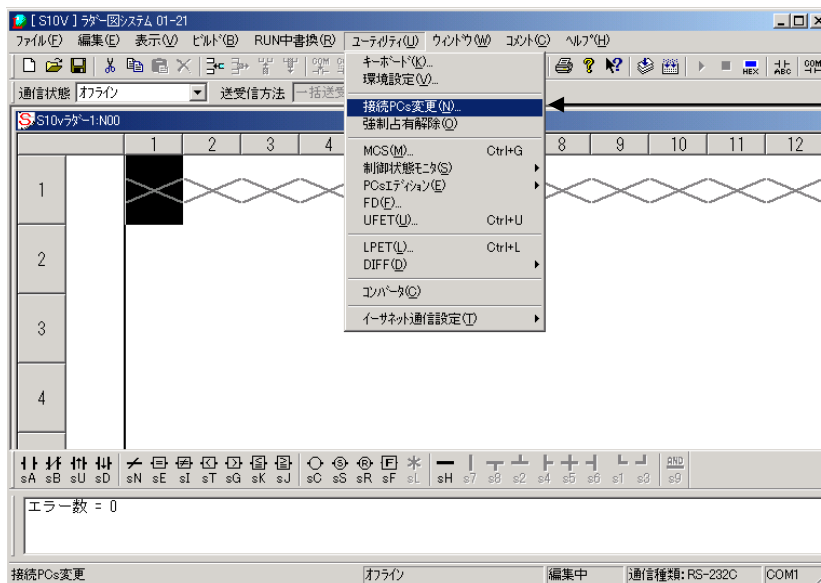 [ S10V ] ﾗﾀﾞｰ図ｼｽﾃﾑ 01-21
ﾌｧｲﾙ(F) 編集(E) 表示(V) ﾋﾞﾙﾄﾞ(B) RUN中書換(R) ﾕｰﾃｨﾘﾃｨ(U) ｳｨﾝﾄﾞｳ(W) ｺﾒﾝﾄ(C) ﾍﾙﾌﾟ(H)
HEX ABC COM
通信状態 ｵﾌﾗｲﾝ 送受信方法 一括送受
S10vﾗﾀﾞｰ1:N00
ｷｰﾎﾞｰﾄﾞ(K)...
環境設定(V)...
接続PCs変更(N)...
強制占有解除(O)
MCS(M)... Ctrl+G
制御状態ﾓﾆﾀ(S)
PCsｴﾃﾞｨｼｮﾝ(E)
FD(F)...
UFET(U)... Ctrl+U
LPET(L)... Ctrl+L
DIFF(D)
ｺﾝﾊﾞｰﾀ(C)
ｲｰｻﾈｯﾄ通信設定(T)
1 2 3 4 8 9 10 11 12
1
2
3
4
sA sB sU sD sN sE sI sT sG sK sJ sC sS sR sF sL sH s7 s8 s2 s4 s5 s6 s1 s3 s9
エラー数 = 0
接続PCs変更 ｵﾌﾗｲﾝ 編集中 通信種類: RS-232C COM1